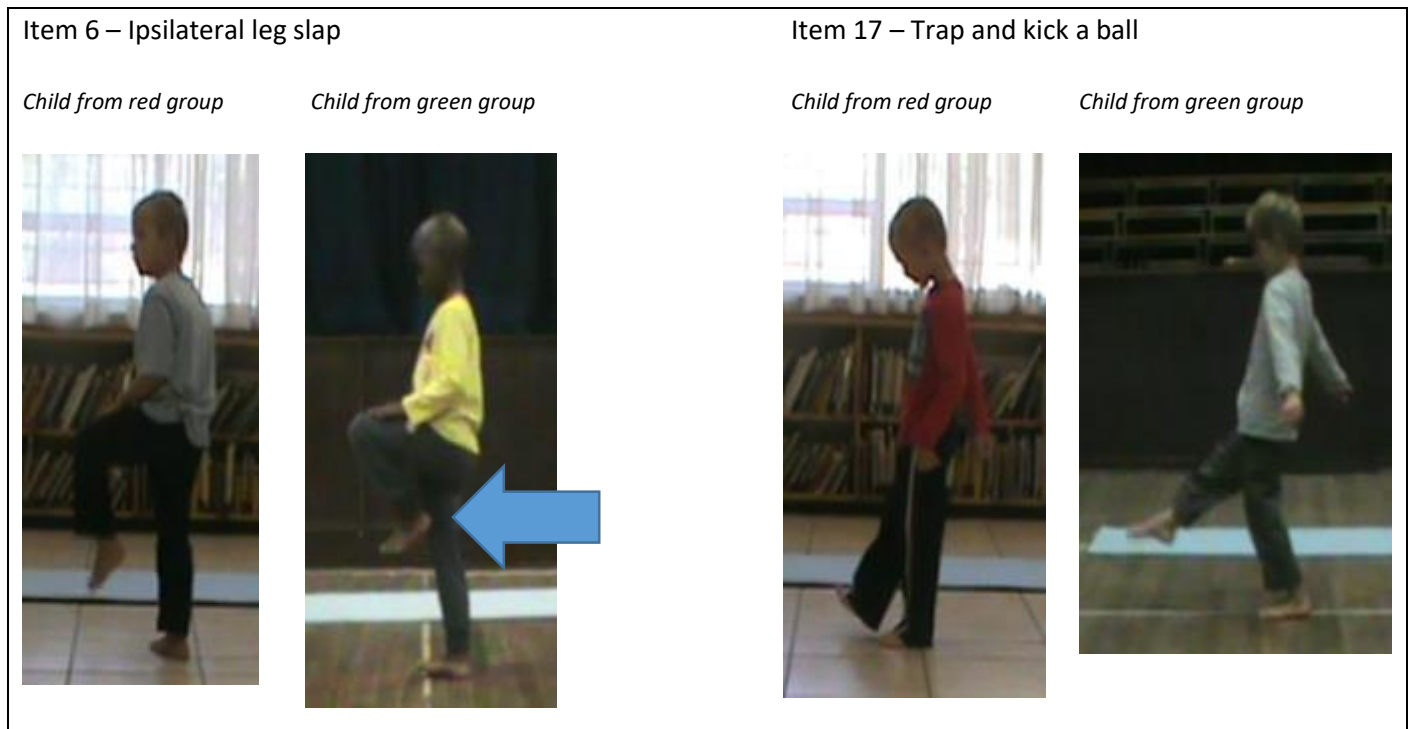 Item 6 – Ipsilateral leg slap
Item 17 – Trap and kick a ball
Child from red group
Child from green group
Child from red group
Child from green group